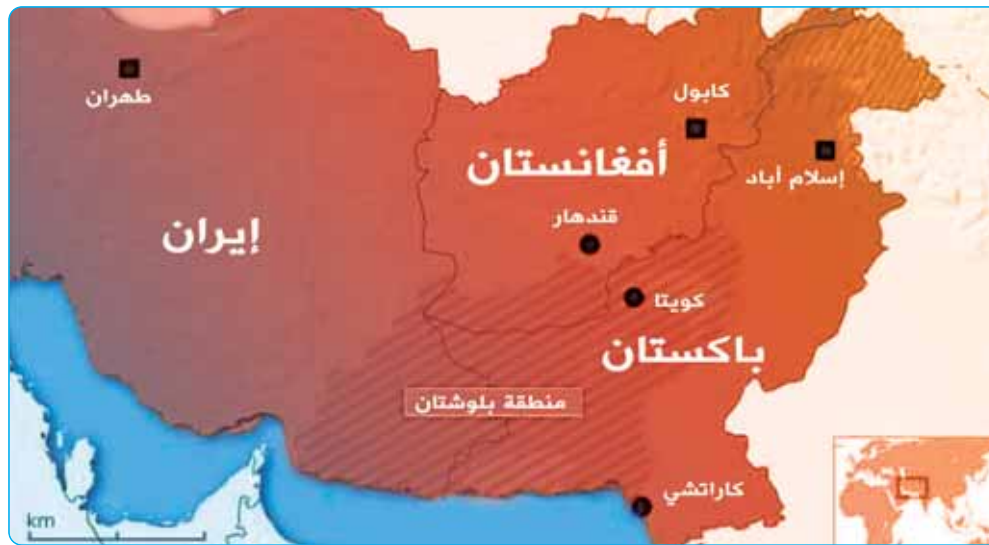 طهران
كابول
أفغانستان
إسلام أباد
قندهار
إيران
كويتا
باكستان
منطقة بلوشتان
كاراتشي
km